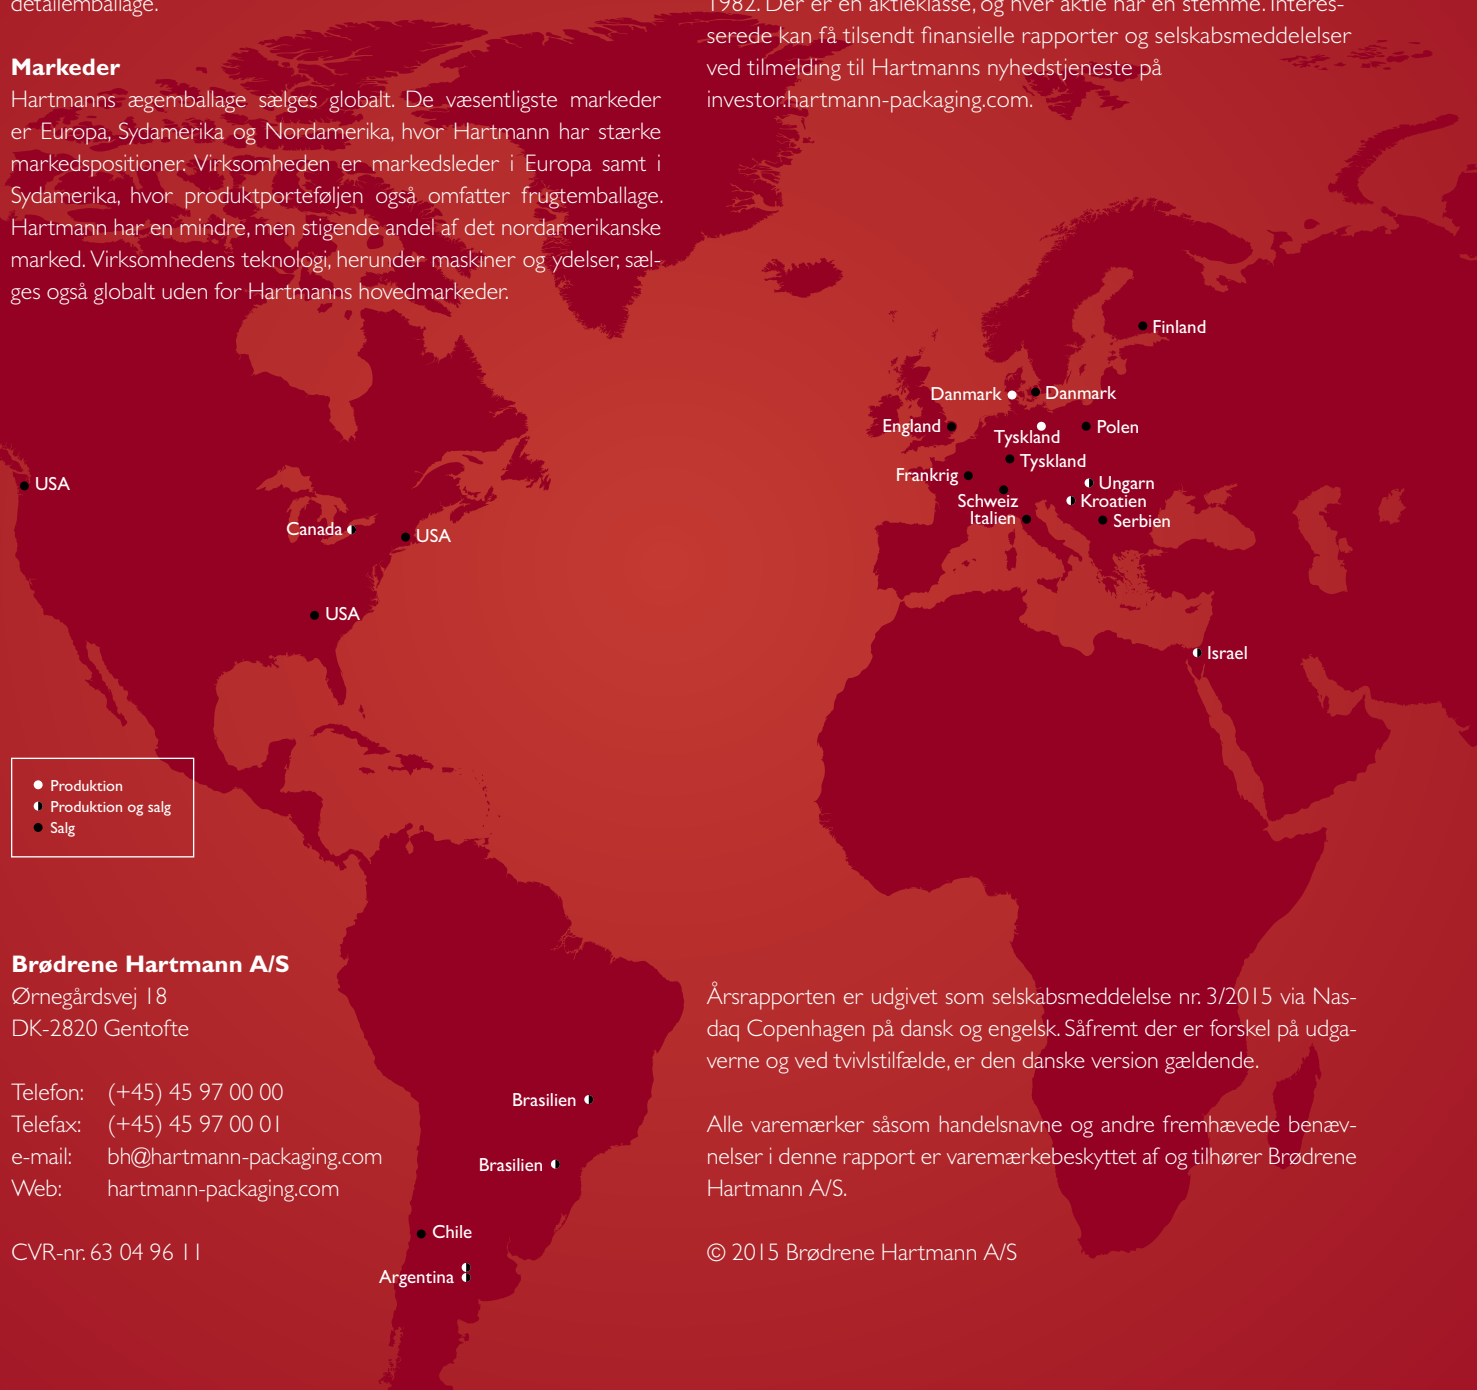 detailemballage.
Markeder
Hartmanns ægemballage sælges globalt. De væsentligste markeder
er Europa, Sydamerika og Nordamerika, hvor Hartmann har stærke
markedspositioner. Virksomheden er markedsleder i Europa samt i
Sydamerika, hvor produktporteføljen også omfatter frugtemballage.
Hartmann har en mindre, men stigende andel af det nordamerikanske
marked. Virksomhedens teknologi, herunder maskiner og ydelser, sæl-
ges også globalt uden for Hartmanns hovedmarkeder.
1982. Der er én aktieklasse, og hver aktie har én stemme. Interes-
serede kan få tilsendt finansielle rapporter og selskabsmeddelelser
ved tilmelding til Hartmanns nyhedstjeneste på
investor.hartmann-packaging.com.
Finland
Danmark
Danmark
England
Tyskland
Polen
Tyskland
Frankrig
Schweiz
Ungarn
Kroatien
Italien
Serbien
Israel
USA
Canada
USA
USA
Produktion
Produktion og salg
Salg
Brasilien
Brasilien
Chile
Argentina
Brødrene Hartmann A/S
Ørnegårdsvej 18
DK-2820 Gentofte
Telefon: (+45) 45 97 00 00
Telefax: (+45) 45 97 00 01
e-mail: bh@hartmann-packaging.com
Web: hartmann-packaging.com
CVR-nr. 63 04 96 11
Årsrapporten er udgivet som selskabsmeddelelse nr. 3/2015 via Nas-
daq Copenhagen på dansk og engelsk. Såfremt der er forskel på udga-
verne og ved tvivlstilfælde, er den danske version gældende.
Alle varemærker såsom handelsnavne og andre fremhævede benæv-
nelser i denne rapport er varemærkebeskyttet af og tilhører Brødrene
Hartmann A/S.
© 2015 Brødrene Hartmann A/S